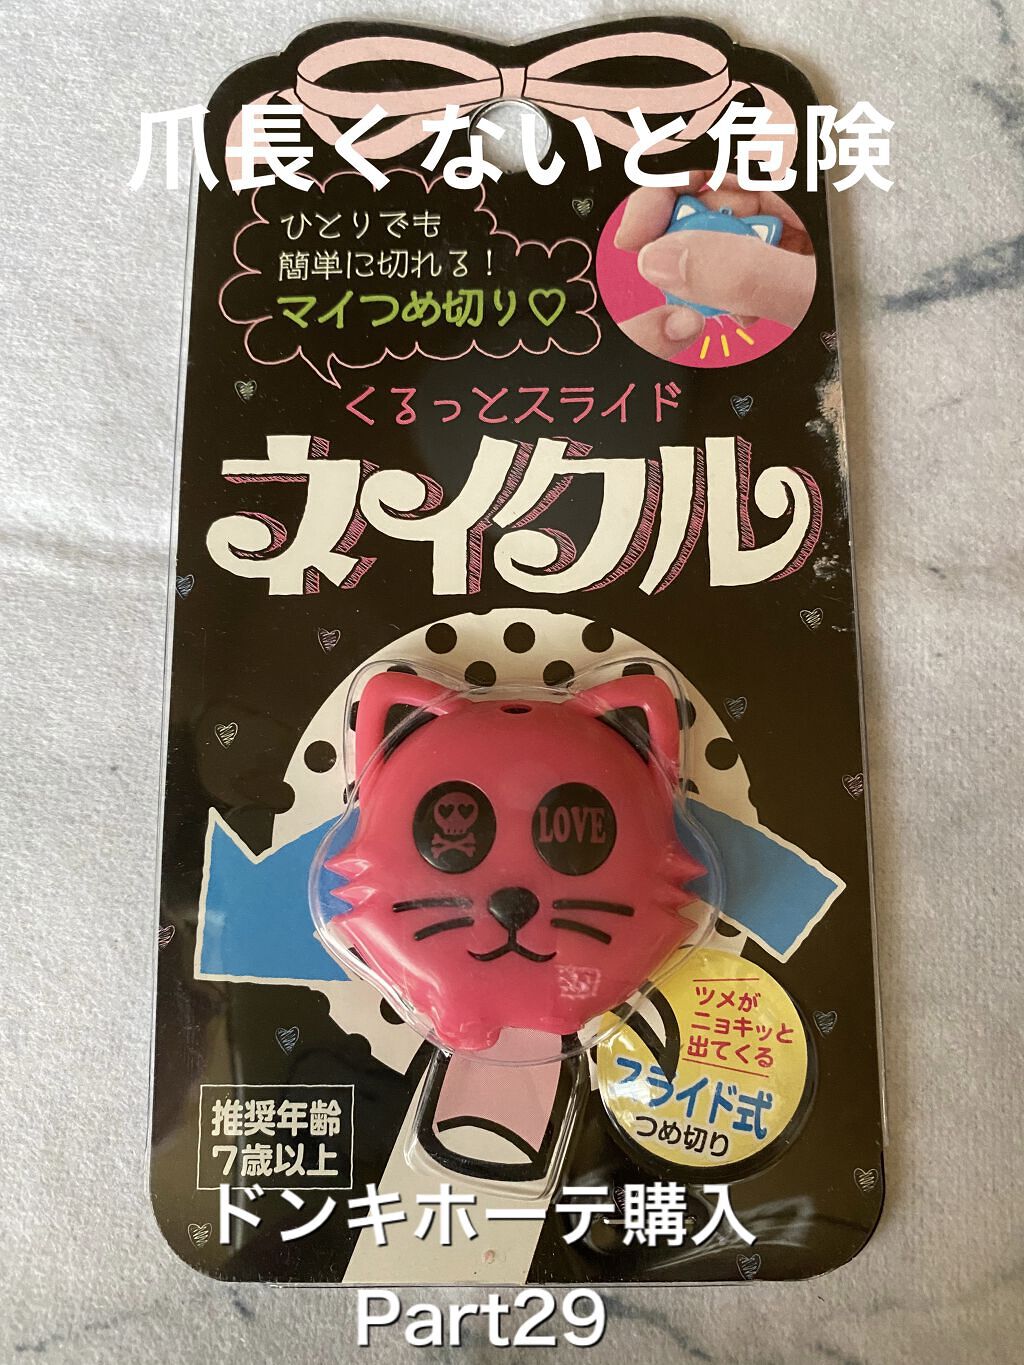 爪長くないと危険
ひとりでも
簡単に切れる！
マイつめ切り♡
くるっとスライド
ネイクル
LOVE
ツメが
ニョキッと
出てくる
スライド式
つめ切り
推奨年齢
7歳以上
ドンキホーテ購入
Part29